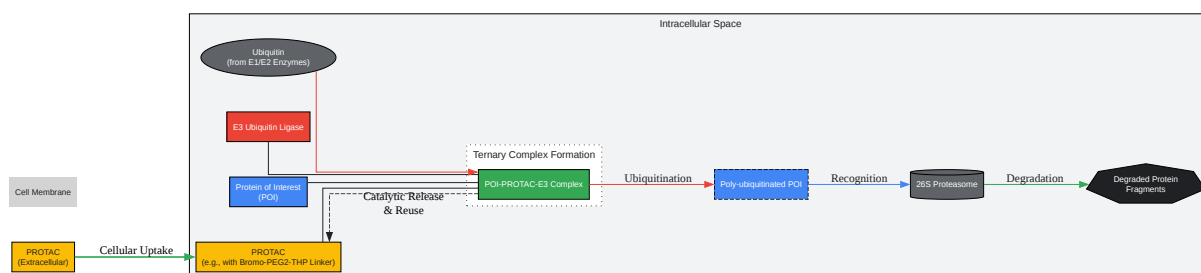 Intracellular Space
Ubiquitin
(from E1/E2 Enzymes)
E3 Ubiquitin Ligase
Ternary Complex Formation
Cell Membrane
Protein of Interest
(POI)
POI-PROTAC-E3 Complex
Ubiquitination
Poly-ubiquitinated POI
Recognition
26S Proteasome
Degradation
Degraded Protein
Fragments
Catalytic Release
& Reuse
PROTAC
(Extracellular)
Cellular Uptake
PROTAC
(e.g., with Bromo-PEG2-THP Linker)